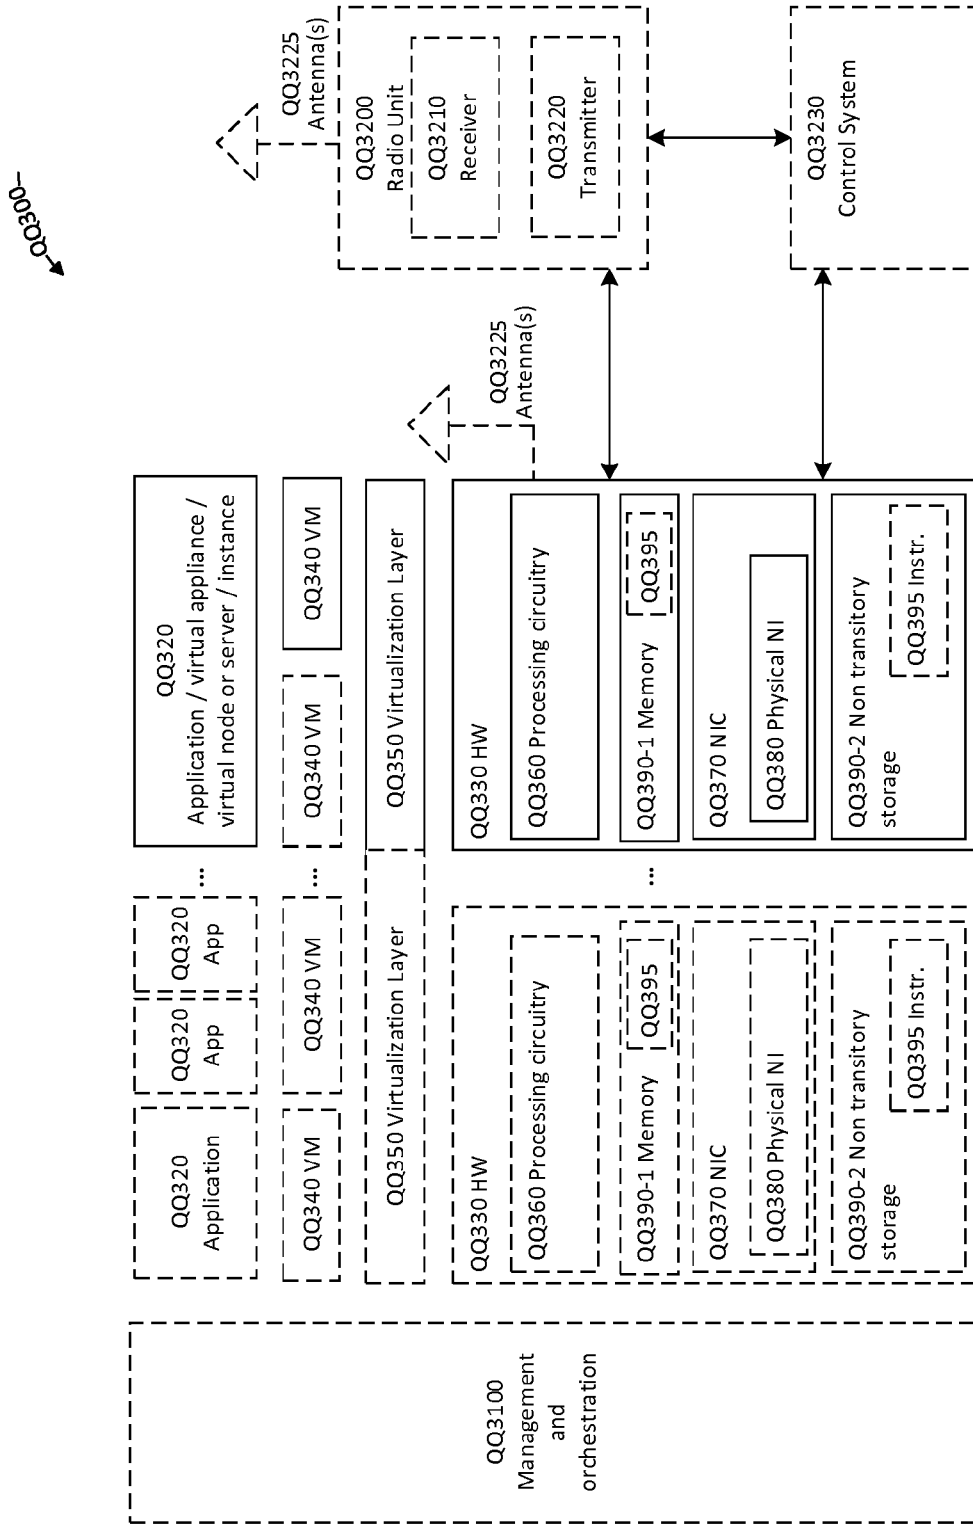 QQ300
QQ3100
Management
and
orchestration
QQ320
Application
QQ320
App
QQ320
App
...
QQ320
Application / virtual appliance /
virtual node or server / instance
QQ340 VM
QQ340 VM
...
QQ340 VM
QQ340 VM
QQ350 Virtualization Layer
QQ350 Virtualization Layer
QQ330 HW
QQ360 Processing circuitry
QQ390-1 Memory
QQ395
QQ370 NIC
QQ380 Physical NI
QQ390-2 Non transitory
storage
QQ395 Instr.
...
QQ330 HW
QQ360 Processing circuitry
QQ390-1 Memory
QQ395
QQ370 NIC
QQ380 Physical NI
QQ390-2 Non transitory
storage
QQ395 Instr.
QQ3225
Antenna(s)
QQ3225
Antenna(s)
QQ3200
Radio Unit
QQ3210
Receiver
QQ3220
Transmitter
QQ3230
Control System